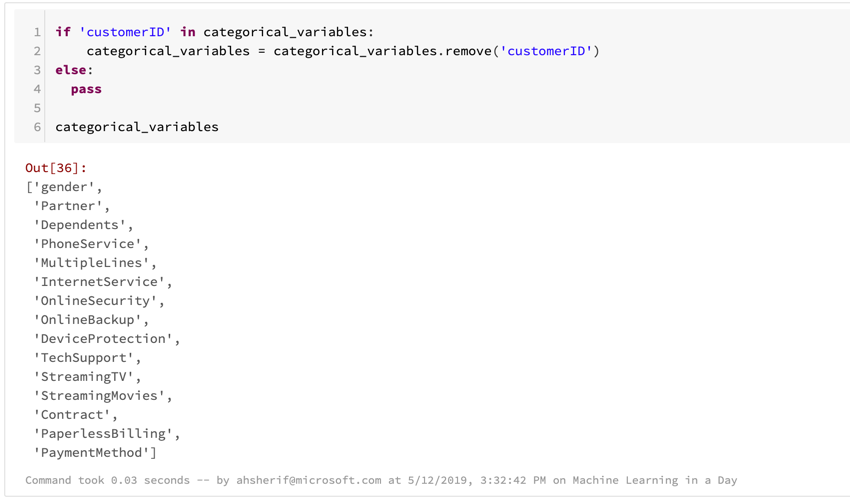 1 if 'customerID' in categorical_variables:
2     categorical_variables = categorical_variables.remove('customerID')
3 else:
4   pass
5
6 categorical_variables
Out[36]:
['gender',
 'Partner',
 'Dependents',
 'PhoneService',
 'MultipleLines',
 'InternetService',
 'OnlineSecurity',
 'OnlineBackup',
 'DeviceProtection',
 'TechSupport',
 'StreamingTV',
 'StreamingMovies',
 'Contract',
 'PaperlessBilling',
 'PaymentMethod']
Command took 0.03 seconds -- by ahsherif@microsoft.com at 5/12/2019, 3:32:42 PM on Machine Learning in a Day